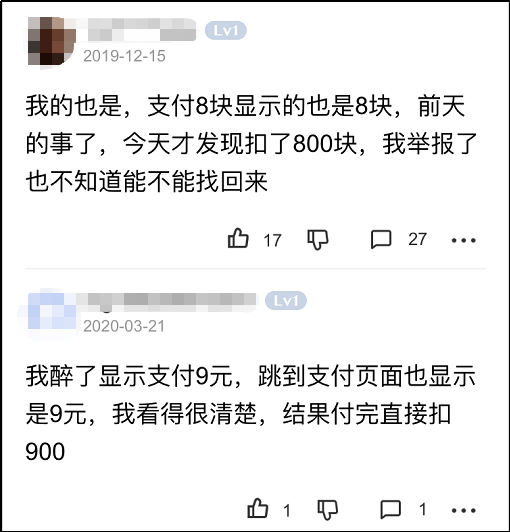 Lv1
2019-12-15
我的也是，支付8块显示的也是8块，前天
的事了，今天才发现扣了800块，我举报了
也不知道能不能找回来
17
27
Lv1
2020-03-21
我醉了显示支付9元，跳到支付页面也显示
是9元，我看得很清楚，结果付完直接扣
900
1
1